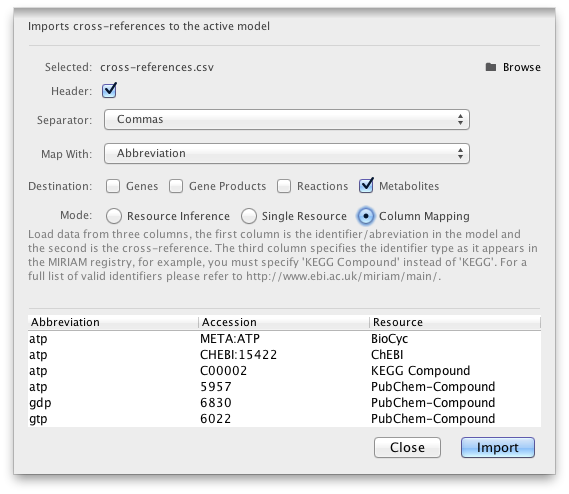 Imports cross-references to the active model
Selected: cross-references.csv Browse
Header:
Separator: Commas
Map With: Abbreviation
Destination: Genes Gene Products Reactions Metabolites
Mode: Resource Inference Single Resource Column Mapping
Load data from three columns, the first column is the identifier/abreviation in the model and
the second is the cross-reference. The third column specifies the identifier type as it appears in
the MIRIAM registry, for example, you must specify 'KEGG Compound' instead of 'KEGG'. For a
full list of valid identifiers please refer to http://www.ebi.ac.uk/miriam/main/.
Abbreviation Accession Resource
atp META:ATP BioCyc
atp CHEBI:15422 ChEBI
atp C00002 KEGG Compound
atp 5957 PubChem-Compound
gdp 6830 PubChem-Compound
gtp 6022 PubChem-Compound
Close Import